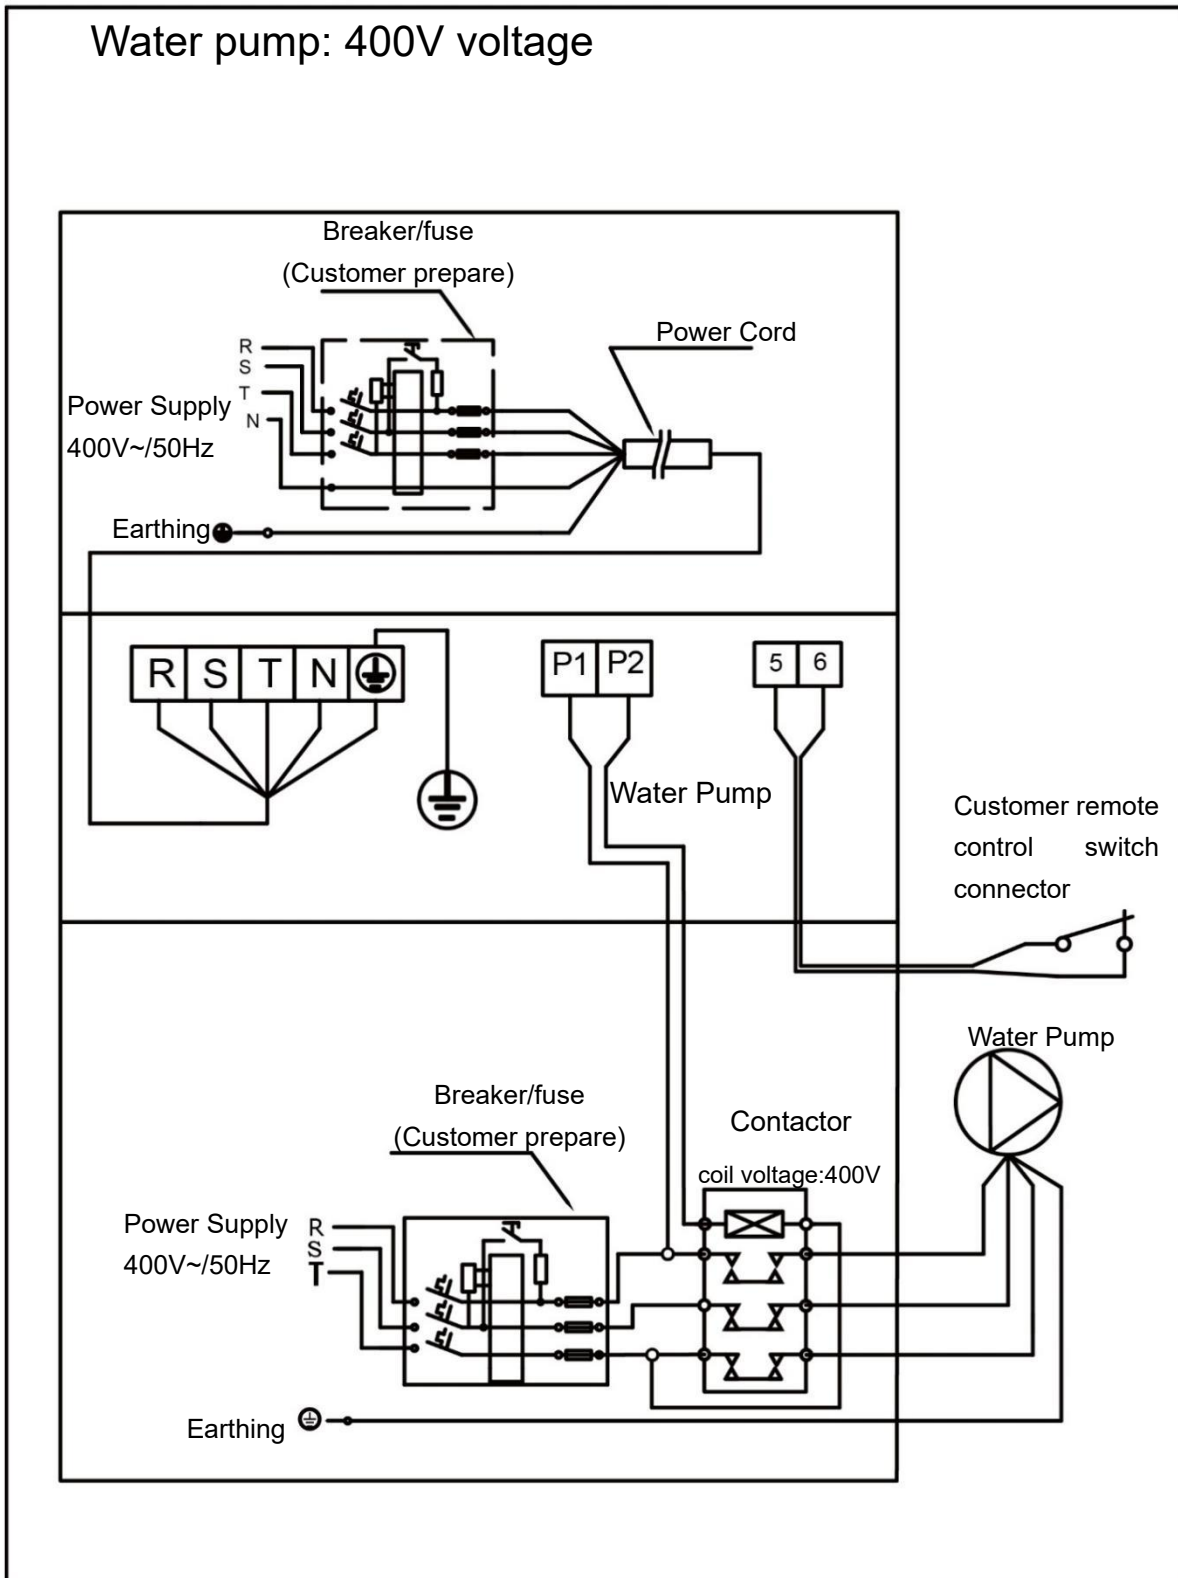 Water pump: 400V voltage
Breaker/fuse
(Customer prepare)
Power Cord
R
S
T
N
Power Supply
400V~/50Hz
Earthing
R S T N
P1 P2
5 6
Water Pump
Customer remote
control switch
connector
Water Pump
Breaker/fuse
(Customer prepare)
Contactor
coil voltage:400V
Power Supply
400V~/50Hz
R
S
T
Earthing